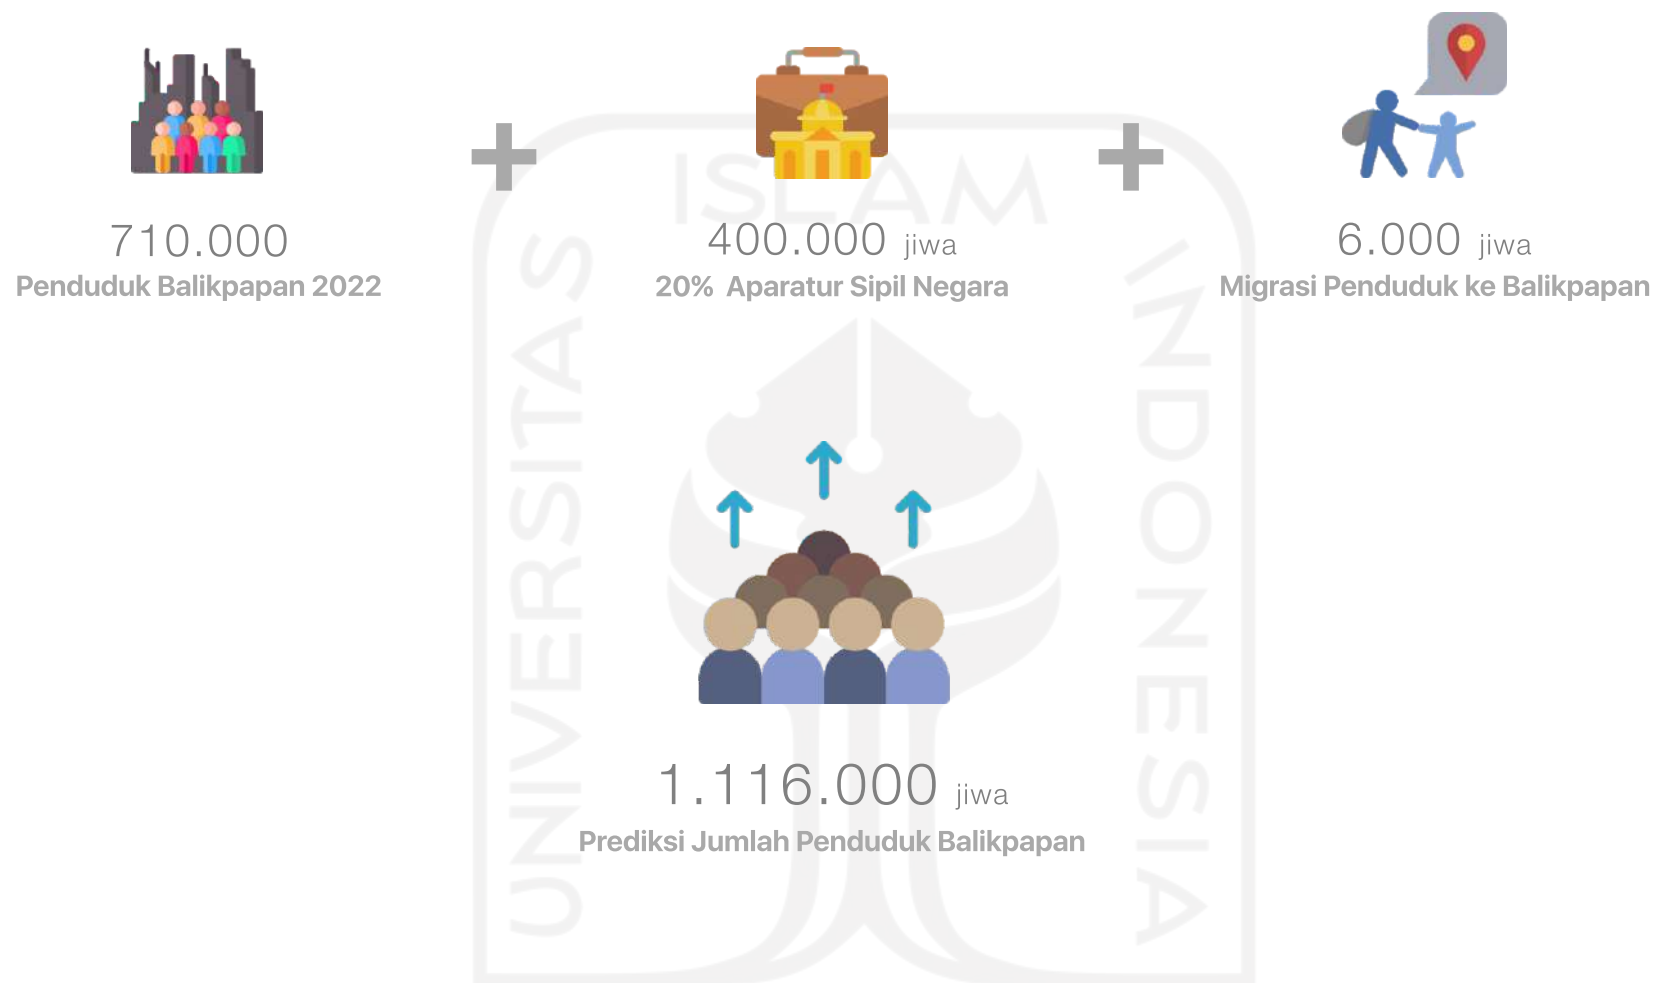 710.000
Penduduk Balikpapan 2022
400.000 jiwa
20% Aparatur Sipil Negara
6.000 jiwa
Migrasi Penduduk ke Balikpapan
1.116.000 jiwa
Prediksi Jumlah Penduduk Balikpapan
UNIVERSITAS
ISLAM
INDONESIA